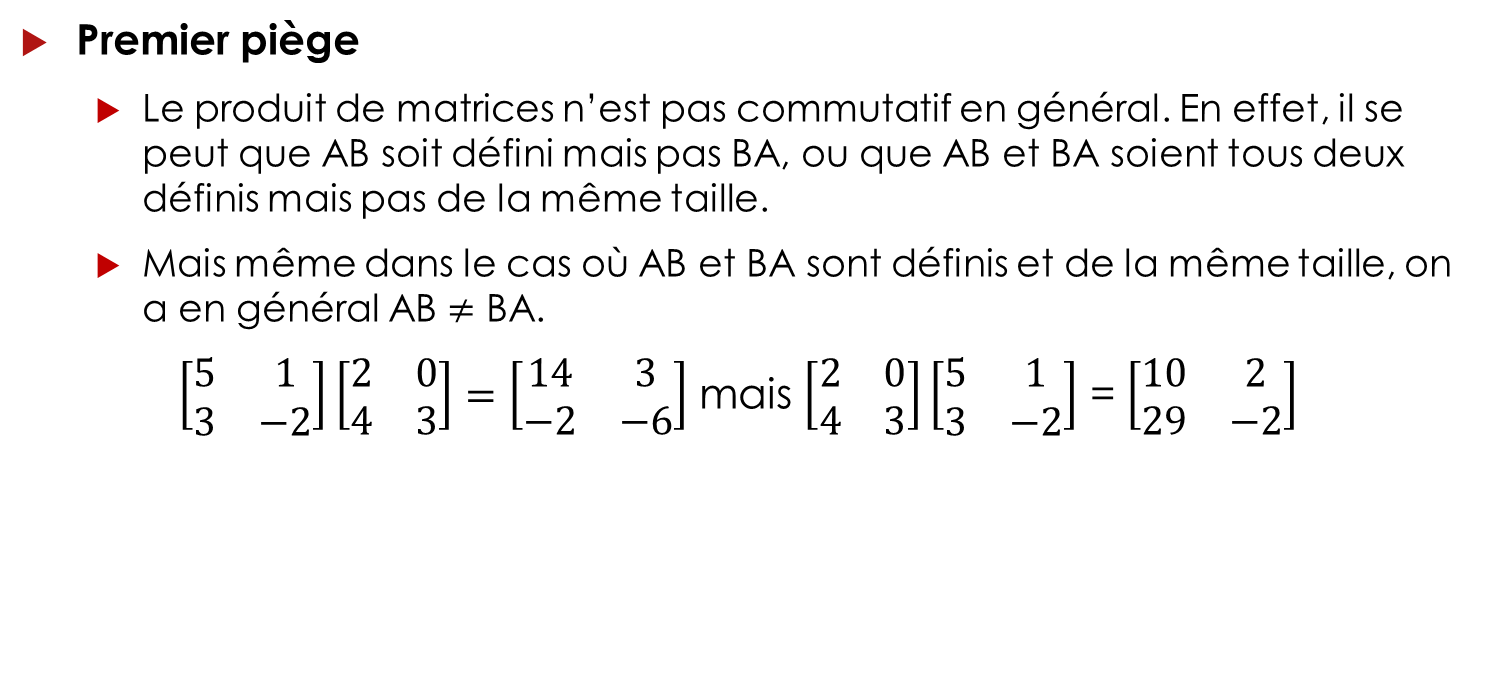 Premier piège
Le produit de matrices n’est pas commutatif en général. En effet, il se
peut que AB soit défini mais pas BA, ou que AB et BA soient tous deux
définis mais pas de la même taille.
Mais même dans le cas où AB et BA sont définis et de la même taille, on
a en général AB ≠ BA.
[5 1][2 0] = [14 3] mais [2 0][5 1] = [10 2]
[3 −2][4 3] [−2 −6] [4 3][3 −2] [29 −2]